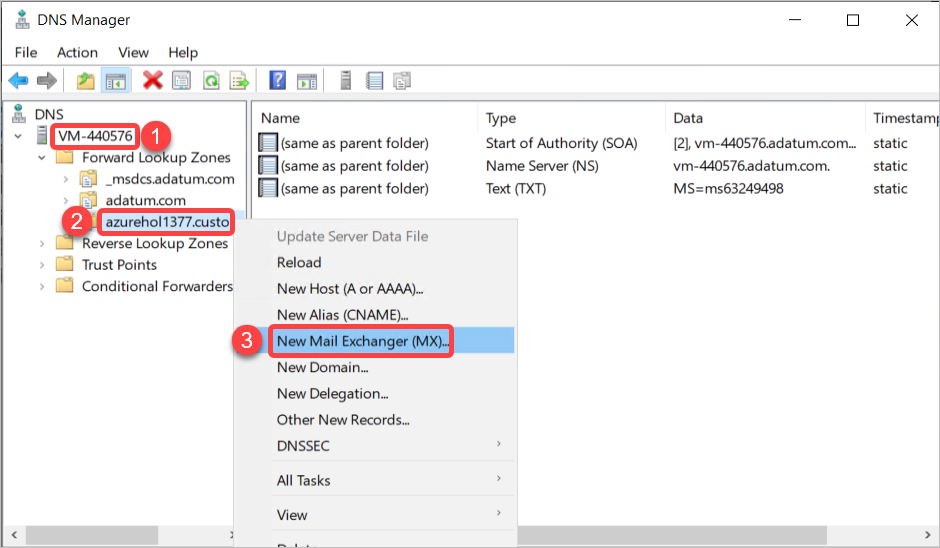 DNS Manager
File Action View Help
DNS
VM-440576
1
Forward Lookup Zones
_msdcs.adatum.com
adatum.com
2
azurehol1377.custo
Reverse Lookup Zones
Trust Points
Conditional Forwarders
Name Type Data Timestamp
(same as parent folder) Start of Authority (SOA) [2], vm-440576.adatum.com... static
(same as parent folder) Name Server (NS) vm-440576.adatum.com. static
(same as parent folder) Text (TXT) MS=ms63249498 static
Update Server Data File
Reload
New Host (A or AAAA)...
New Alias (CNAME)...
3
New Mail Exchanger (MX)...
New Domain...
New Delegation...
Other New Records...
DNSSEC
All Tasks
View